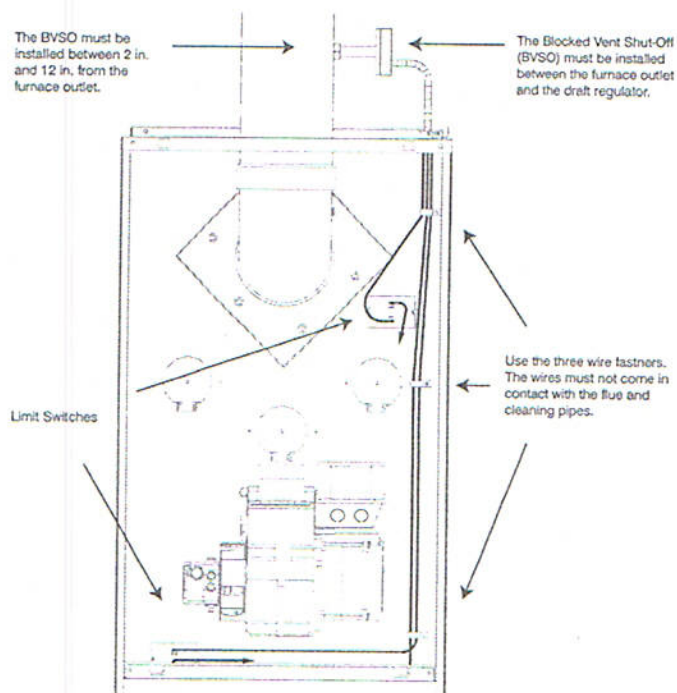 The BVSO must be
installed between 2 in.
and 12 in. from the
furnace outlet.
The Blocked Vent Shut-Off
(BVSO) must be installed
between the furnace outlet
and the draft regulator.
Use the three wire fastners.
The wires must not come in
contact with the flue and
cleaning pipes.
Limit Switches